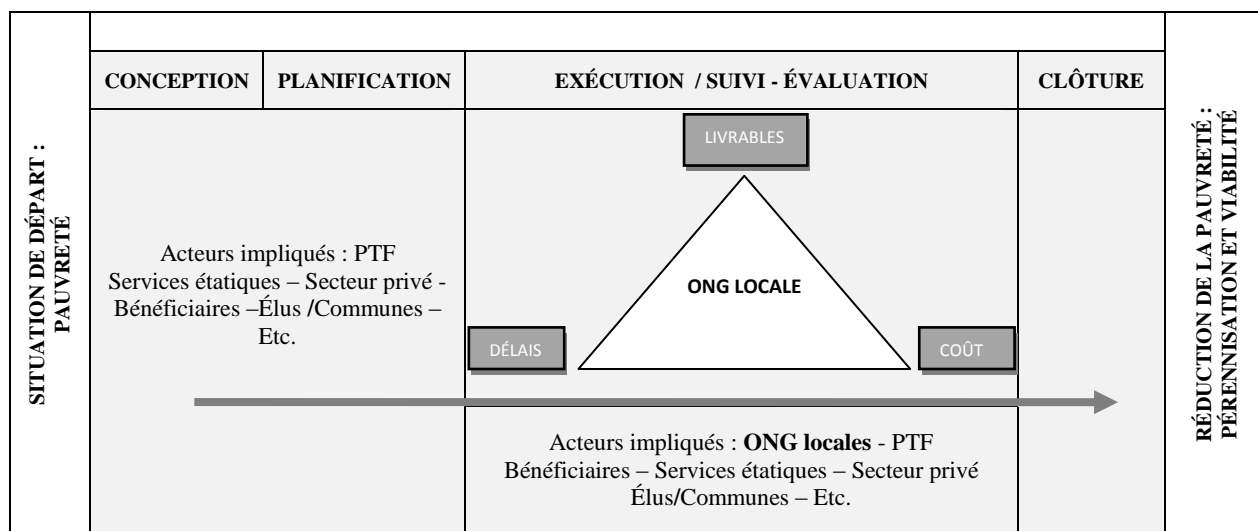 SITUATION DE DÉPART :
PAUVRETÉ
CONCEPTION
PLANIFICATION
EXÉCUTION / SUIVI - ÉVALUATION
CLÔTURE
Acteurs impliqués : PTF
Services étatiques – Secteur privé -
Bénéficiaires –Élus /Communes –
Etc.
LIVRABLES
ONG LOCALE
DÉLAIS
COÛT
Acteurs impliqués : ONG locales - PTF
Bénéficiaires – Services étatiques – Secteur privé
Élus/Communes – Etc.
RÉDUCTION DE LA PAUVRETÉ :
PÉRENNISATION ET VIABILITÉ